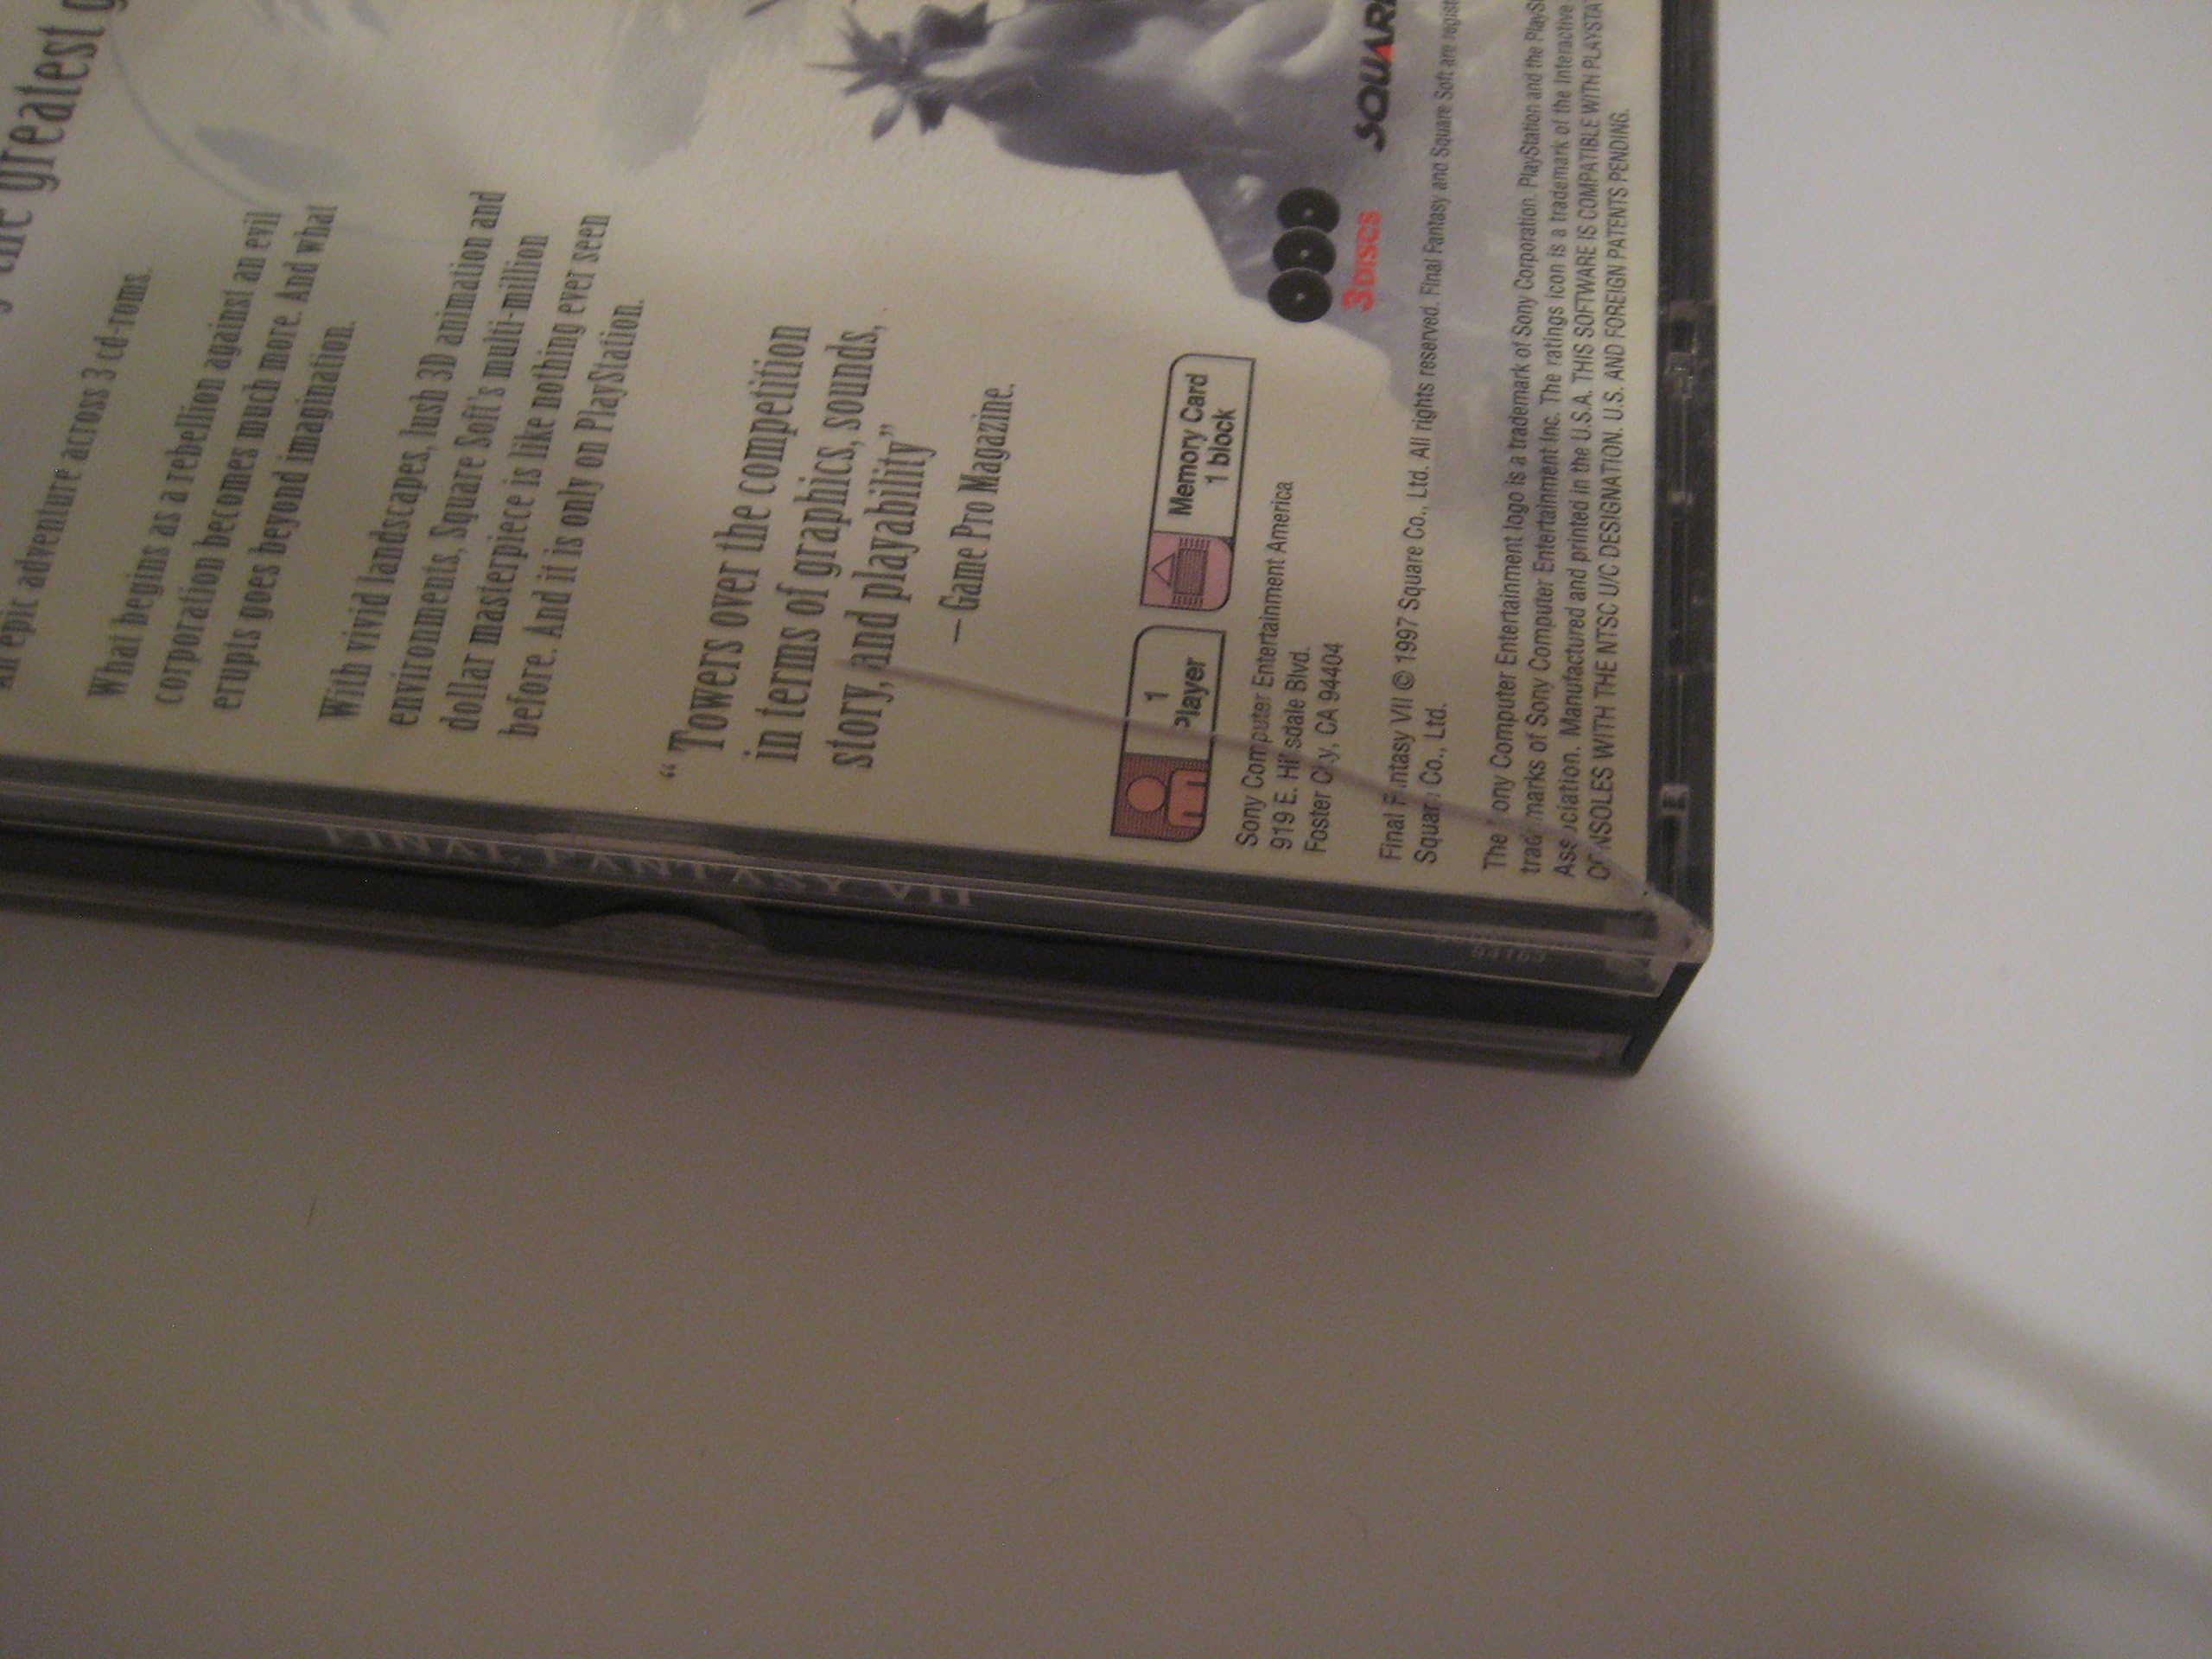 the greatest
An epic adventure across 3 cd-roms.
What begins as a rebellion against an evil
corporation becomes much more. And what
erupts goes beyond imagination.
With vivid landscapes, lush 3D animation and
environments, Square Soft's multi-million
dollar masterpiece is like nothing ever seen
before. And it is only on PlayStation.
“Towers over the competition
in terms of graphics, sounds,
story, and playability”
– Game Pro Magazine.
1
Player
Memory Card
1 block
3 DISCS
SQUARE
Sony Computer Entertainment America
919 E. Hillsdale Blvd.
Foster City, CA 94404
Final Fantasy VII © 1997 Square Co., Ltd. All rights reserved. Final Fantasy and Square Soft are regist
Square Co., Ltd.
The Sony Computer Entertainment logo is a trademark of Sony Corporation. PlayStation and the PlaySt
trademarks of Sony Computer Entertainment Inc. The ratings icon is a trademark of the Interactive
Association. Manufactured and printed in the U.S.A. THIS SOFTWARE IS COMPATIBLE WITH PLAYSTA
CONSOLES WITH THE NTSC U/C DESIGNATION. U.S. AND FOREIGN PATENTS PENDING.
FINAL FANTASY VII